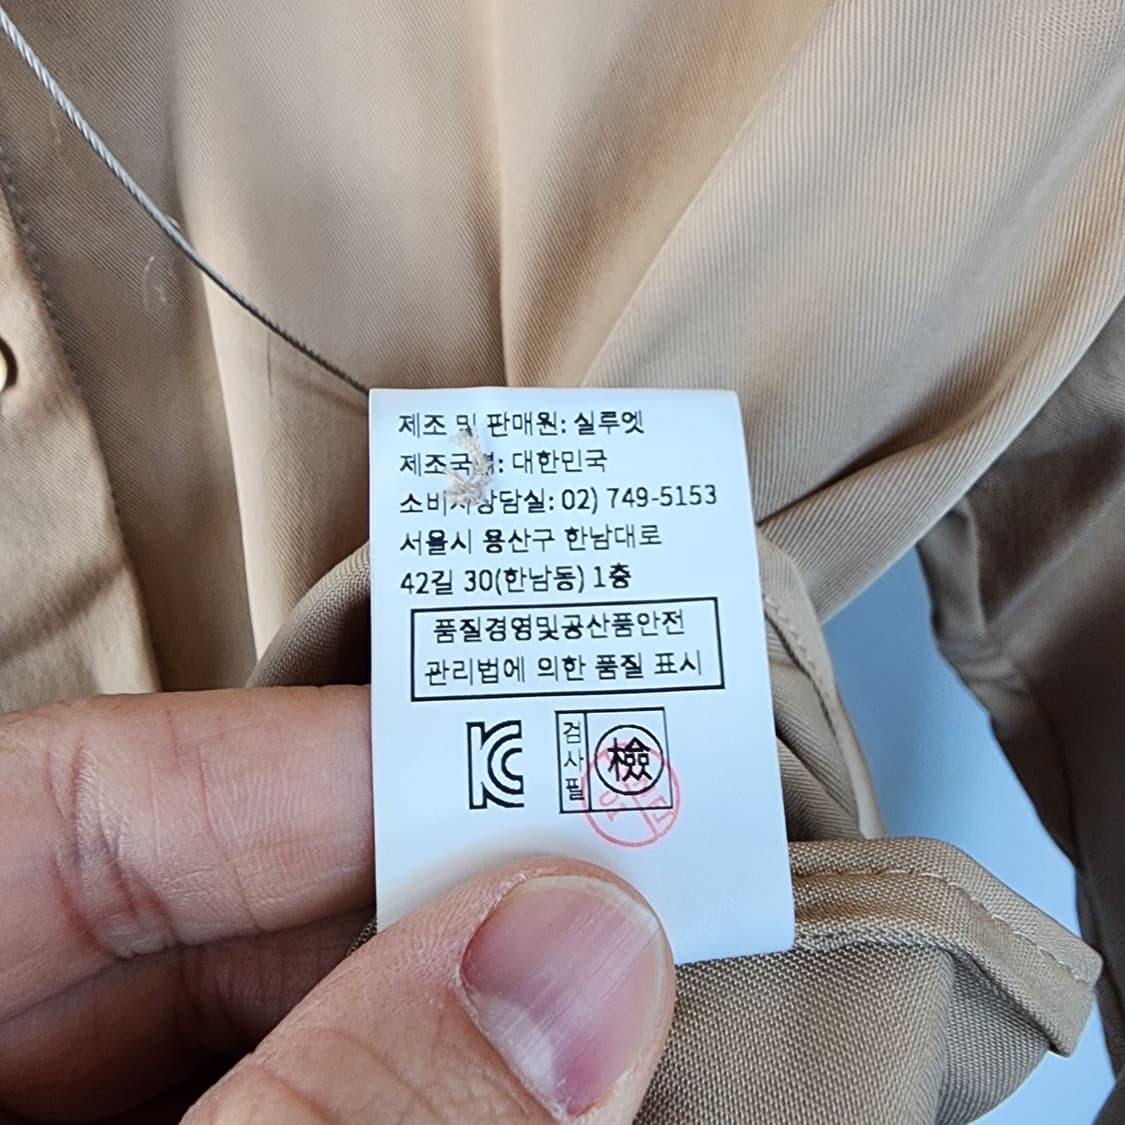 제조 및 판매원: 실루엣
제조국명: 대한민국
소비자상담실: 02) 749-5153
서울시 용산구 한남대로
42길 30(한남동) 1층
품질경영및공산품안전
관리법에 의한 품질 표시
KC
검사필
檢